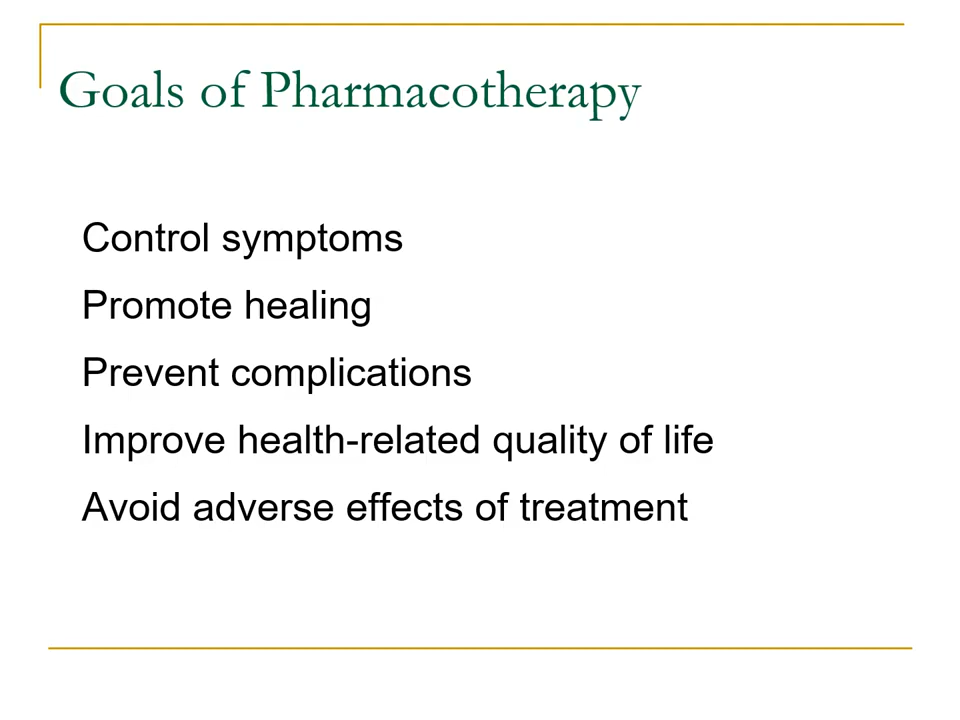 Goals of Pharmacotherapy
Control symptoms
Promote healing
Prevent complications
Improve health-related quality of life
Avoid adverse effects of treatment